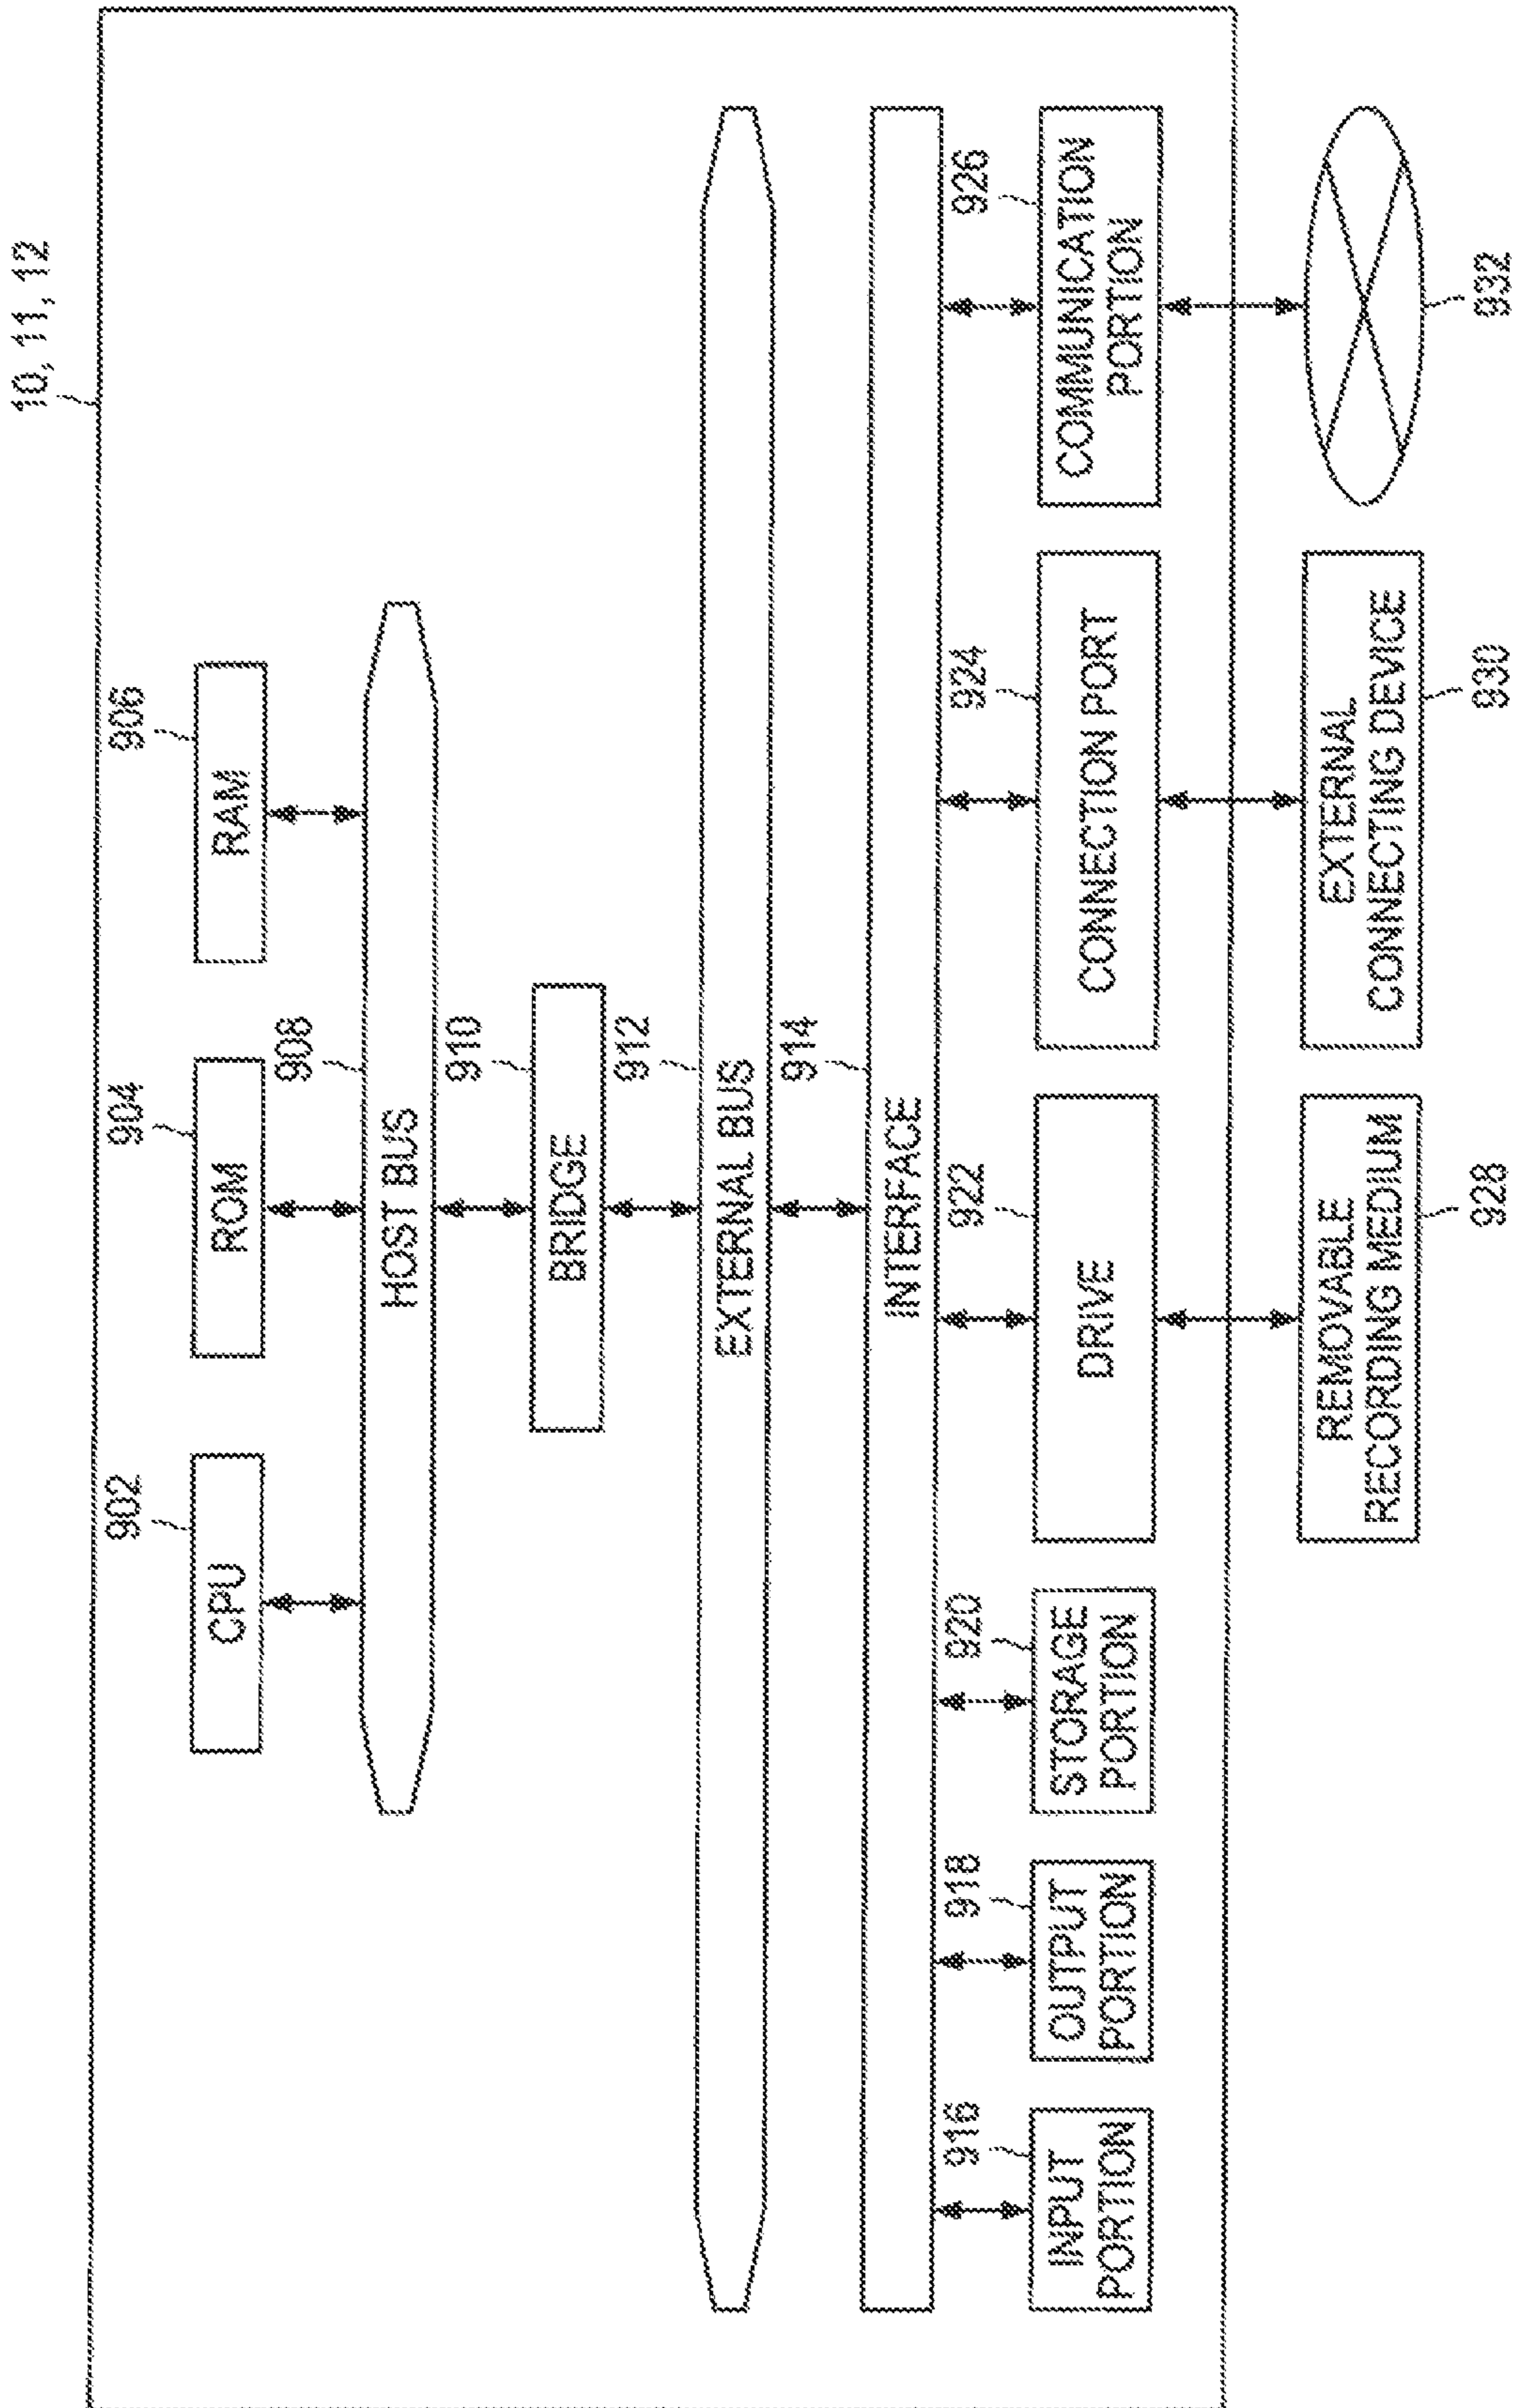 10, 11, 12
902
904
906
CPU
ROM
RAM
908
HOST BUS
910
BRIDGE
912
EXTERNAL BUS
914
INTERFACE
916
918
920
922
924
926
INPUT
PORTION
OUTPUT
PORTION
STORAGE
PORTION
DRIVE
CONNECTION PORT
COMMUNICATION
PORTION
REMOVABLE
RECORDING MEDIUM
EXTERNAL
CONNECTING DEVICE
928
930
932